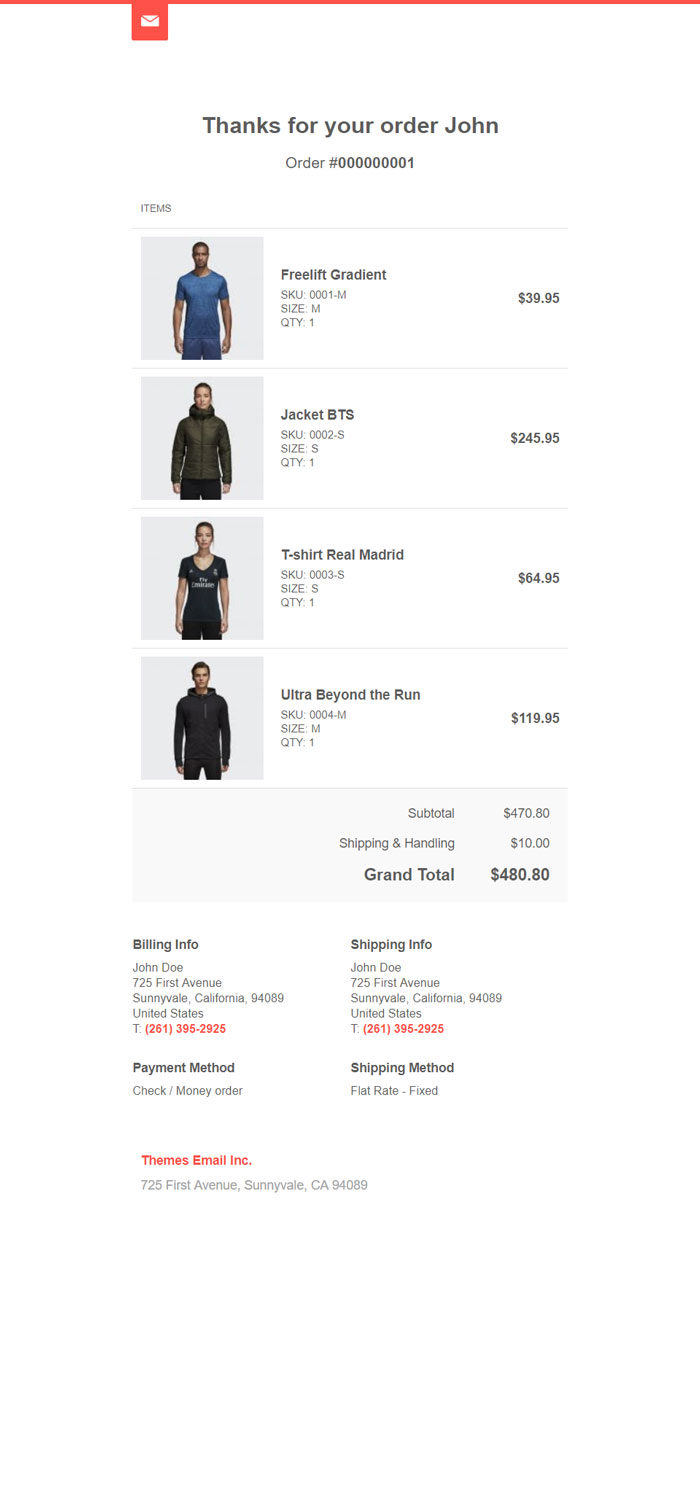 Thanks for your order John
Order #000000001
ITEMS
Freelift Gradient
SKU: 0001-M
SIZE: M
QTY: 1
$39.95
Jacket BTS
SKU: 0002-S
SIZE: S
QTY: 1
$245.95
Fly
Emirates
T-shirt Real Madrid
SKU: 0003-S
SIZE: S
QTY: 1
$64.95
Ultra Beyond the Run
SKU: 0004-M
SIZE: M
QTY: 1
$119.95
Subtotal $470.80
Shipping & Handling $10.00
Grand Total $480.80
Billing Info
John Doe
725 First Avenue
Sunnyvale, California, 94089
United States
T: (261) 395-2925
Shipping Info
John Doe
725 First Avenue
Sunnyvale, California, 94089
United States
T: (261) 395-2925
Payment Method
Check / Money order
Shipping Method
Flat Rate - Fixed
Themes Email Inc.
725 First Avenue, Sunnyvale, CA 94089